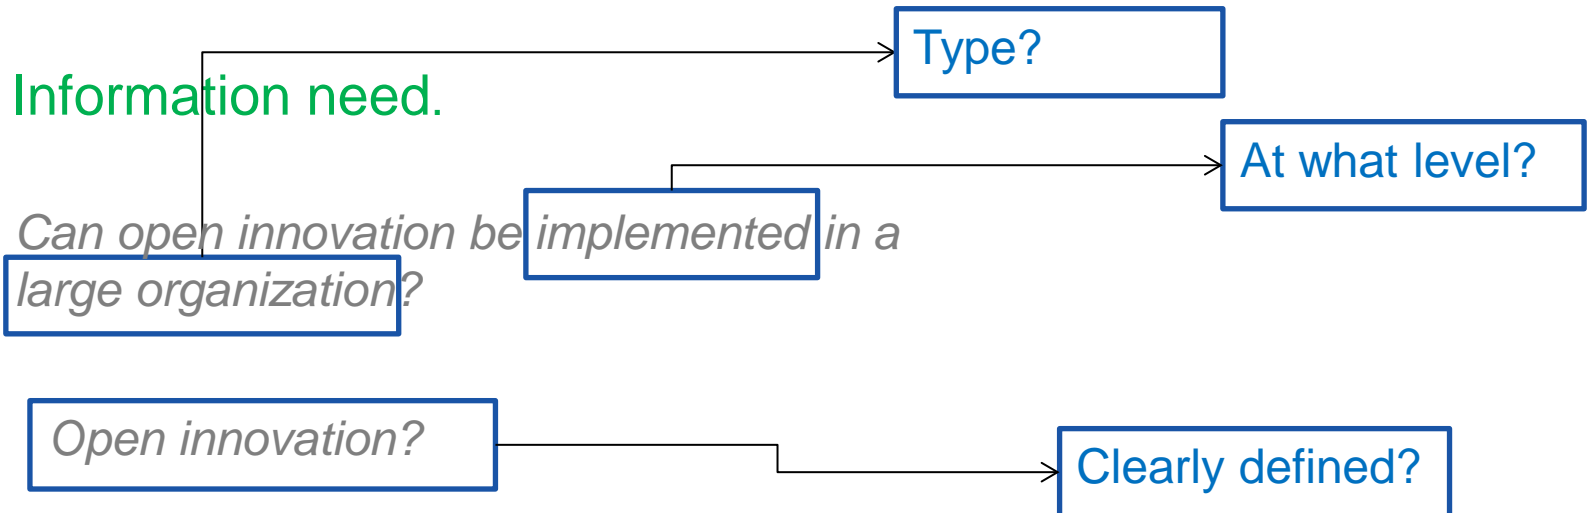 Type?
Information need.
At what level?
Can open innovation be implemented in a
large organization?
Open innovation?
Clearly defined?